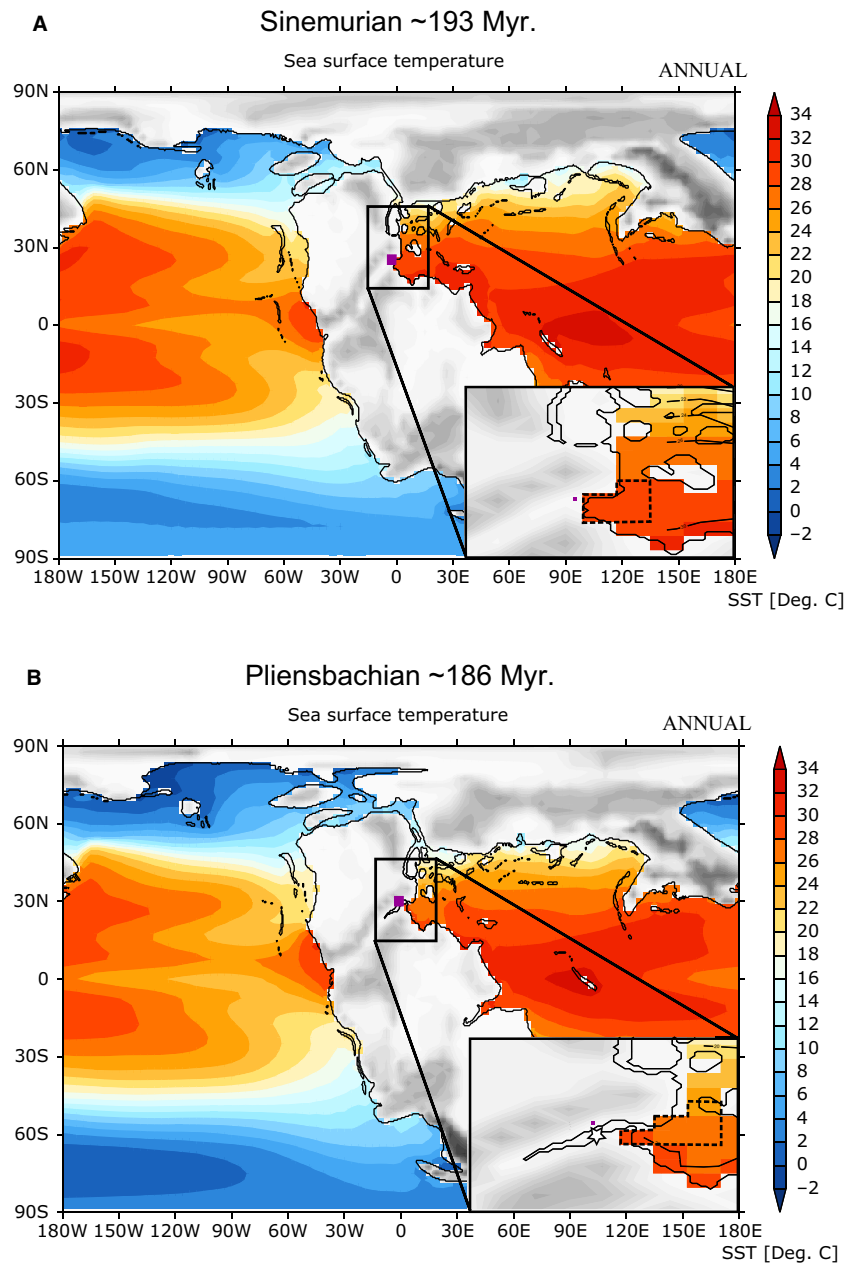 A
Sinemurian ~193 Myr.
Sea surface temperature
ANNUAL
90N
60N
30N
0
30S
60S
90S
180W 150W 120W 90W 60W 30W 0 30E 60E 90E 120E 150E 180E
34
32
30
28
26
24
22
20
18
16
14
12
10
8
6
4
2
0
−2
SST [Deg. C]
B
Pliensbachian ~186 Myr.
Sea surface temperature
ANNUAL
90N
60N
30N
0
30S
60S
90S
180W 150W 120W 90W 60W 30W 0 30E 60E 90E 120E 150E 180E
34
32
30
28
26
24
22
20
18
16
14
12
10
8
6
4
2
0
−2
SST [Deg. C]